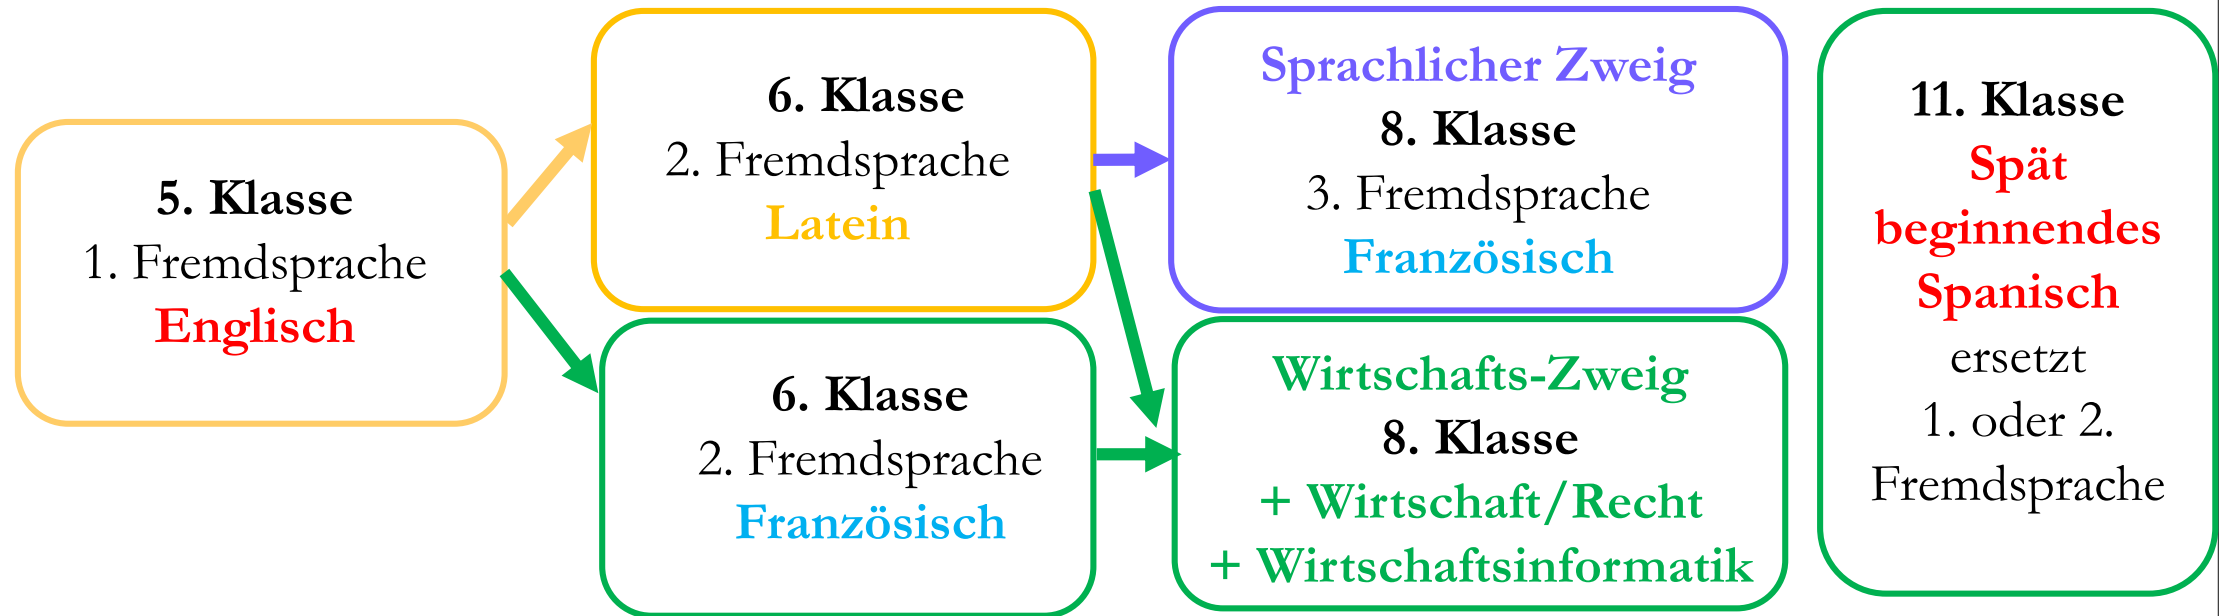 5. Klasse
1. Fremdsprache
Englisch
6. Klasse
2. Fremdsprache
Latein
6. Klasse
2. Fremdsprache
Französisch
Sprachlicher Zweig
8. Klasse
3. Fremdsprache
Französisch
Wirtschafts-Zweig
8. Klasse
+ Wirtschaft/Recht
+ Wirtschaftsinformatik
11. Klasse
Spät
beginnendes
Spanisch
ersetzt
1. oder 2.
Fremdsprache